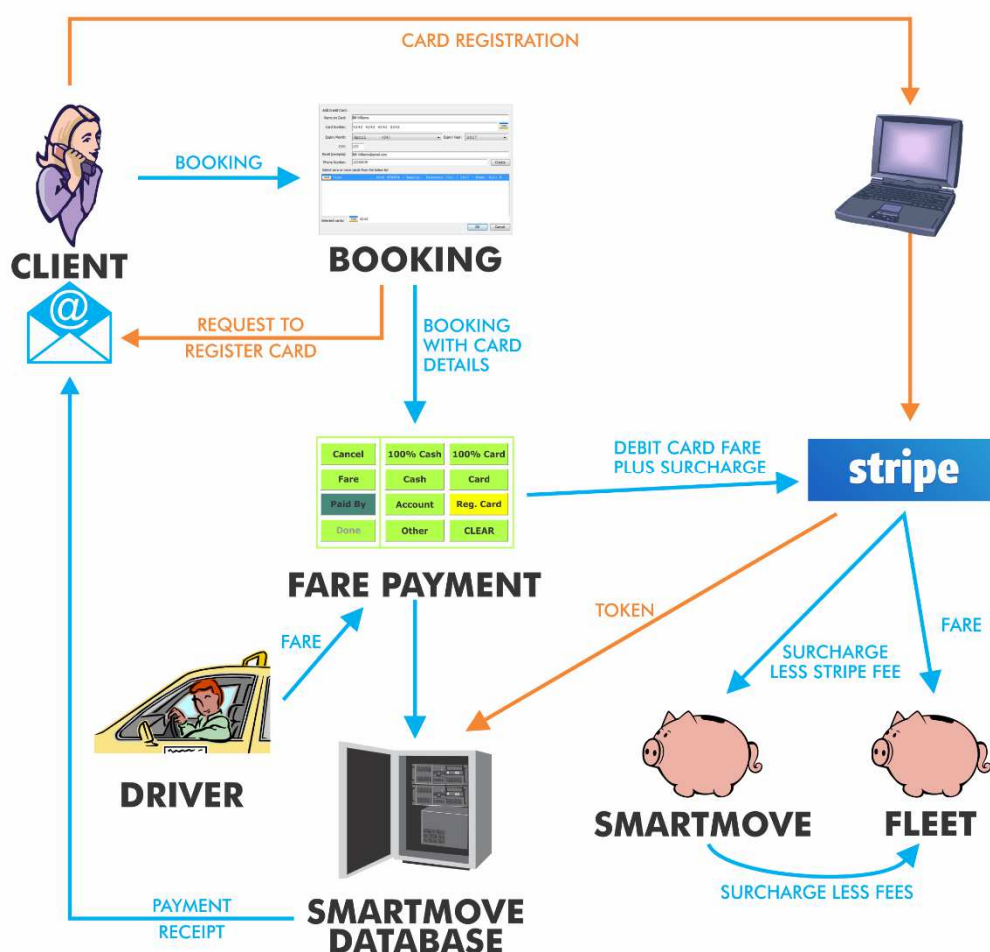 CARD REGISTRATION
BOOKING
CLIENT
BOOKING
@
REQUEST TO
REGISTER CARD
BOOKING
WITH CARD
DETAILS
Cancel 100% Cash 100% Card
Fare Cash Card
Paid By Account Reg. Card
Done Other CLEAR
DEBIT CARD FARE
PLUS SURCHARGE
stripe
FARE PAYMENT
FARE
TOKEN
SURCHARGE
LESS STRIPE FEE
FARE
DRIVER
SMARTMOVE
FLEET
SURCHARGE LESS FEES
PAYMENT
RECEIPT
SMARTMOVE
DATABASE